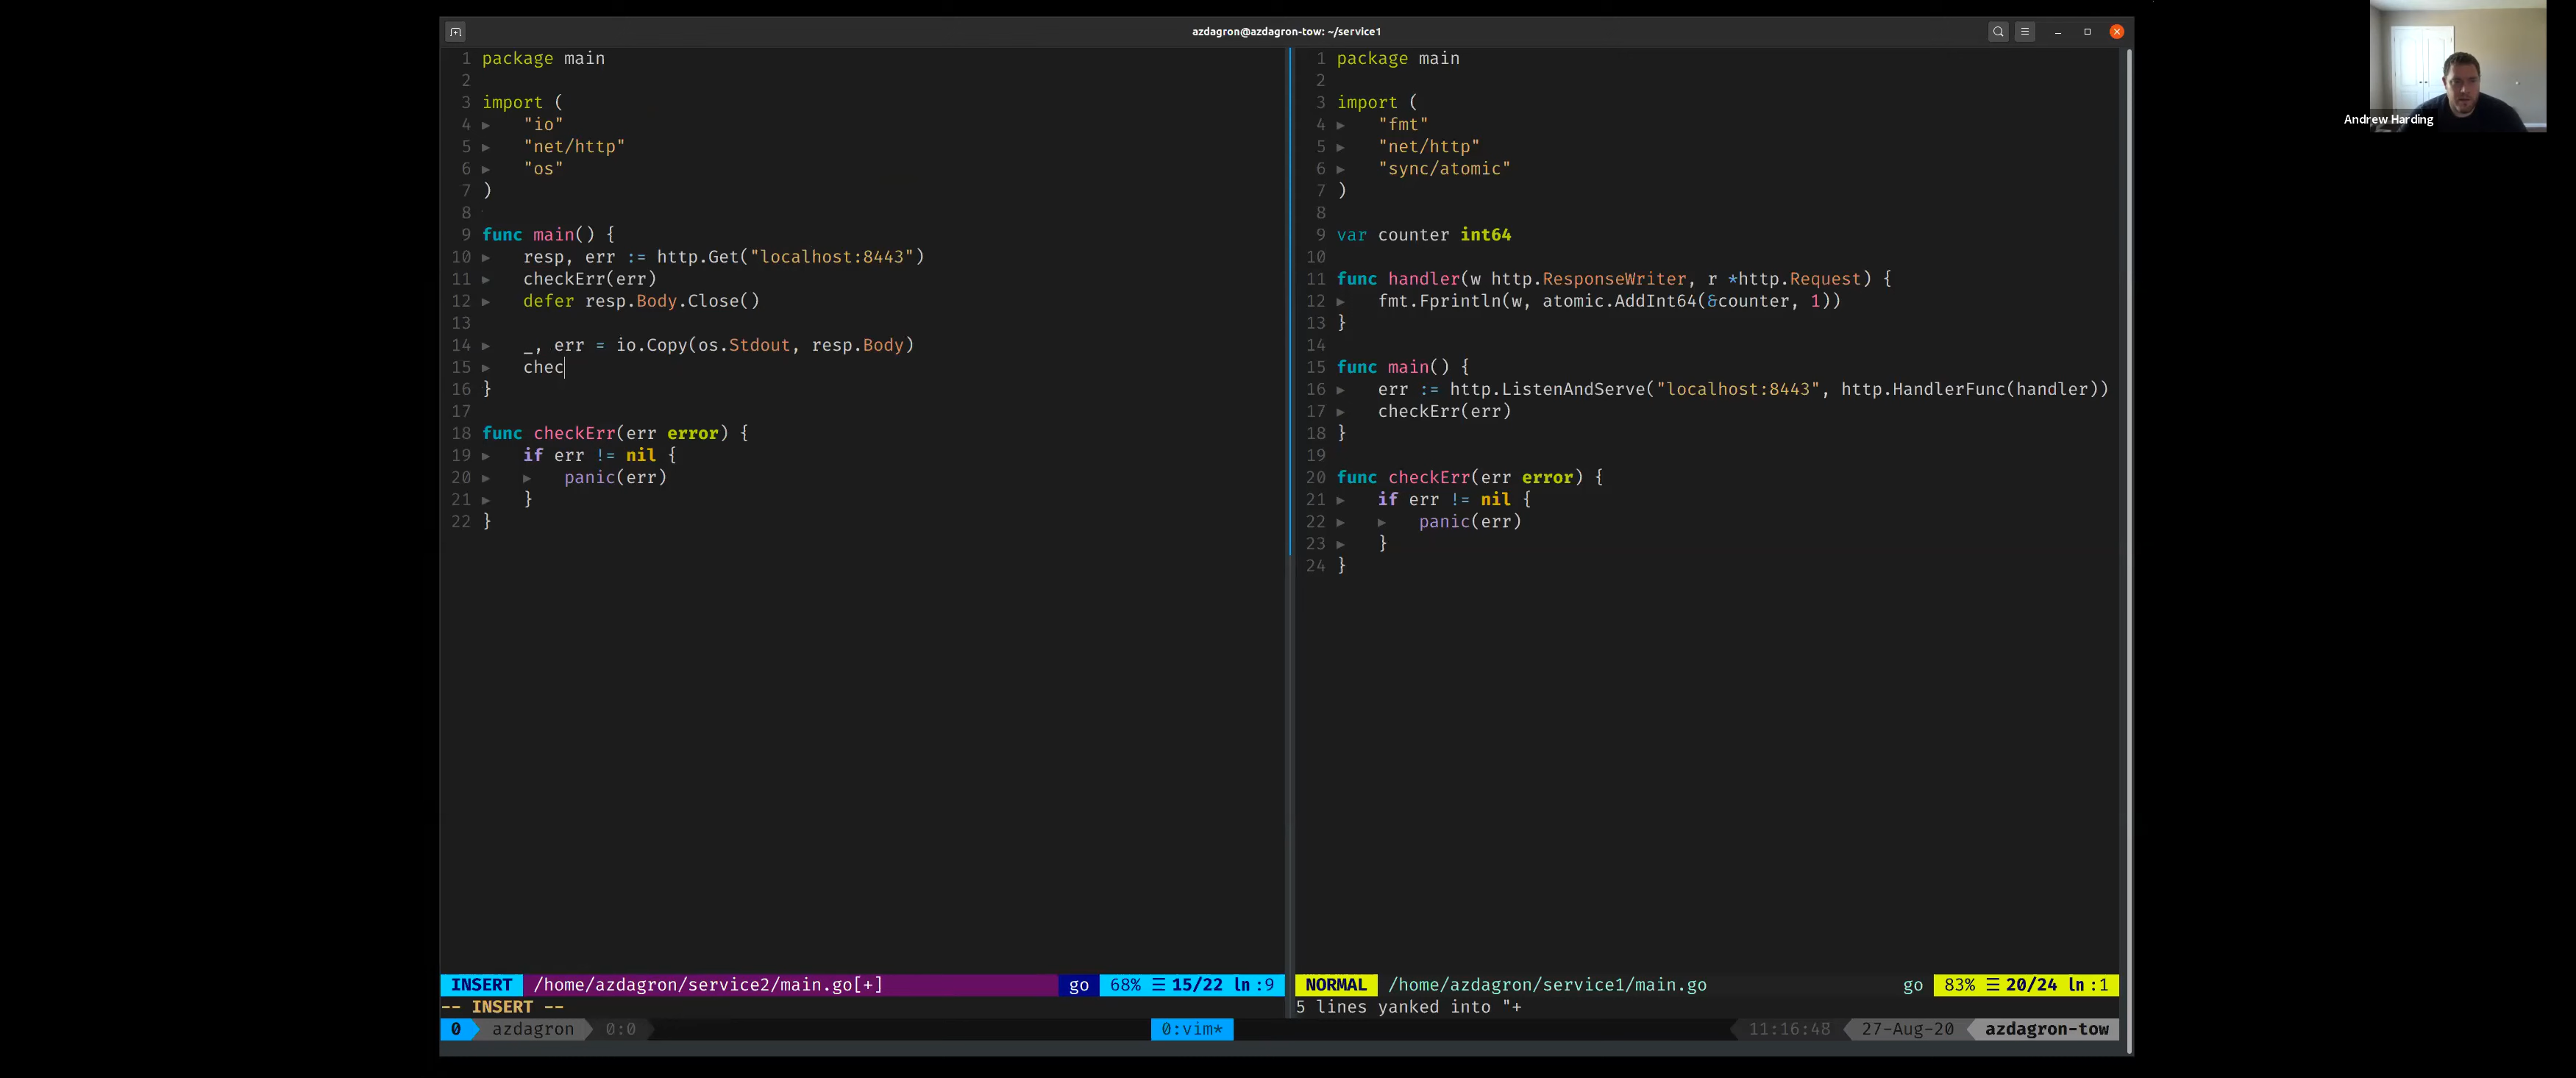 azdagron@azdagron-tow: ~/service1
1 package main
2
3 import (
4 "io"
5 "net/http"
6 "os"
7 )
8
9 func main() {
10 resp, err := http.Get("localhost:8443")
11 checkErr(err)
12 defer resp.Body.Close()
13
14 _, err = io.Copy(os.Stdout, resp.Body)
15 chec
16 }
17
18 func checkErr(err error) {
19 if err != nil {
20 panic(err)
21 }
22 }
INSERT /home/azdagron/service2/main.go[+] go 68% ☰ 15/22 ln :9
-- INSERT --
1 package main
2
3 import (
4 "fmt"
5 "net/http"
6 "sync/atomic"
7 )
8
9 var counter int64
10
11 func handler(w http.ResponseWriter, r *http.Request) {
12 fmt.Fprintln(w, atomic.AddInt64(&counter, 1))
13 }
14
15 func main() {
16 err := http.ListenAndServe("localhost:8443", http.HandlerFunc(handler))
17 checkErr(err)
18 }
19
20 func checkErr(err error) {
21 if err != nil {
22 panic(err)
23 }
24 }
NORMAL /home/azdagron/service1/main.go go 83% ☰ 20/24 ln :1
5 lines yanked into "+
0 azdagron 0:0 0:vim* 11:16:48 27-Aug-20 azdagron-tow
Andrew Harding